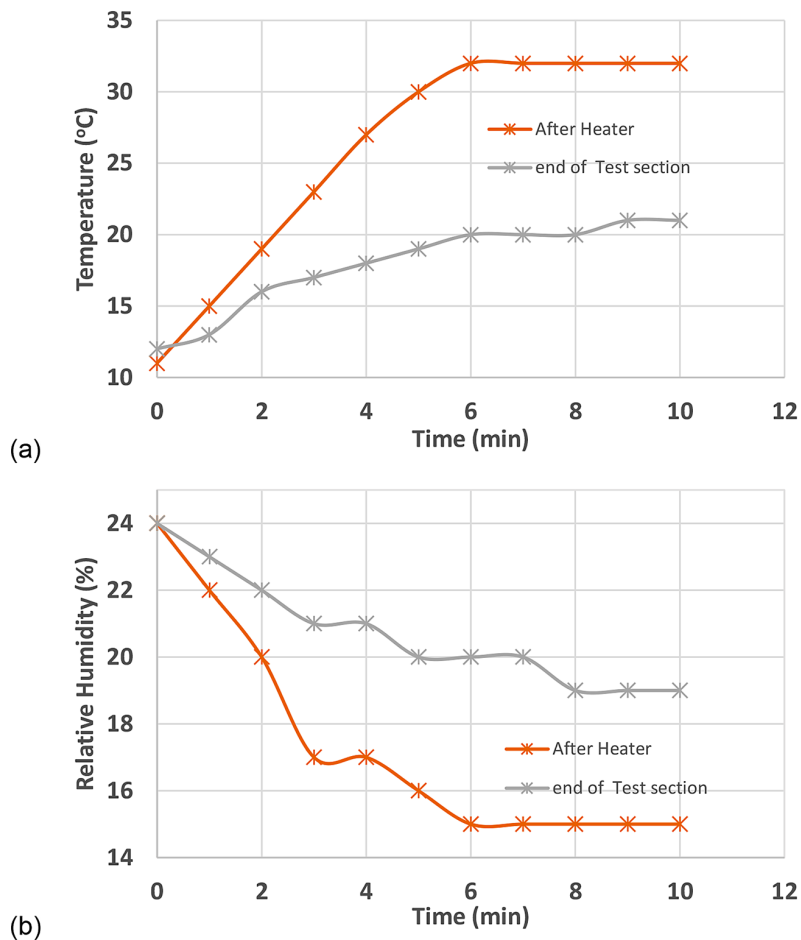 35
30
25
20
15
10
Temperature (°C)
After Heater
end of Test section
0 2 4 6 8 10 12
Time (min)
(a)
24
22
20
18
16
14
Relative Humidity (%)
After Heater
end of Test section
0 2 4 6 8 10 12
Time (min)
(b)